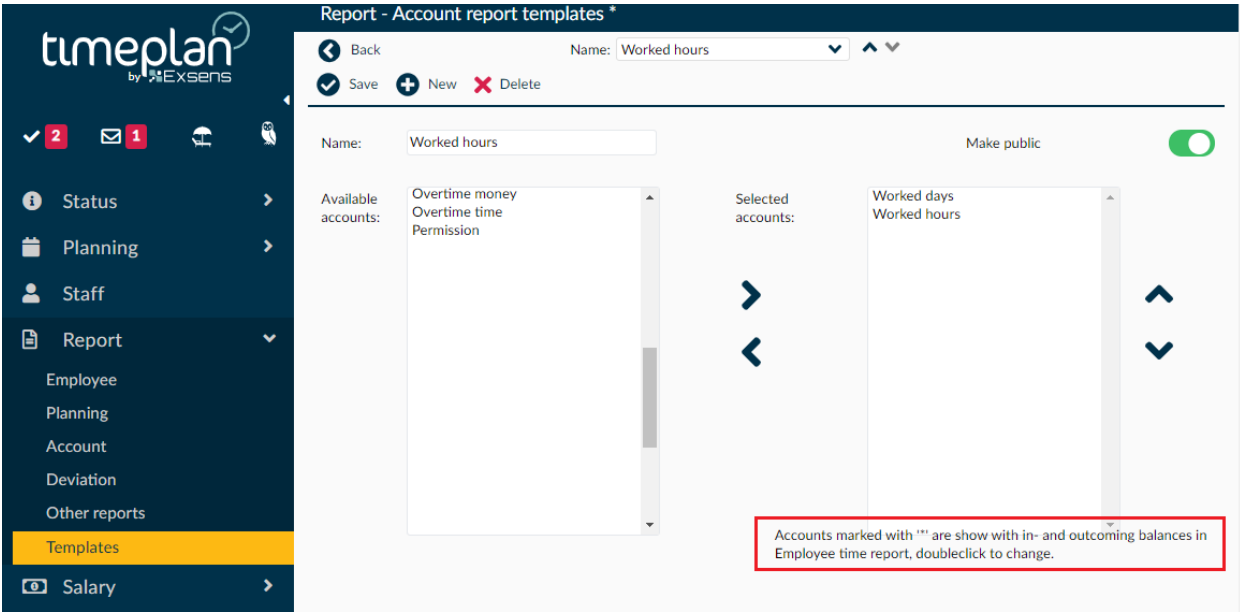 Report - Account report templates *
timeplan
by Exsens
Back
Name: Worked hours
Save New Delete
2 1
Name: Worked hours Make public
Status
Planning
Staff
Report
Employee
Planning
Account
Deviation
Other reports
Templates
Salary
Available
accounts:
Overtime money
Overtime time
Permission
Selected
accounts:
Worked days
Worked hours
Accounts marked with '*' are show with in- and outcoming balances in
Employee time report, doubleclick to change.